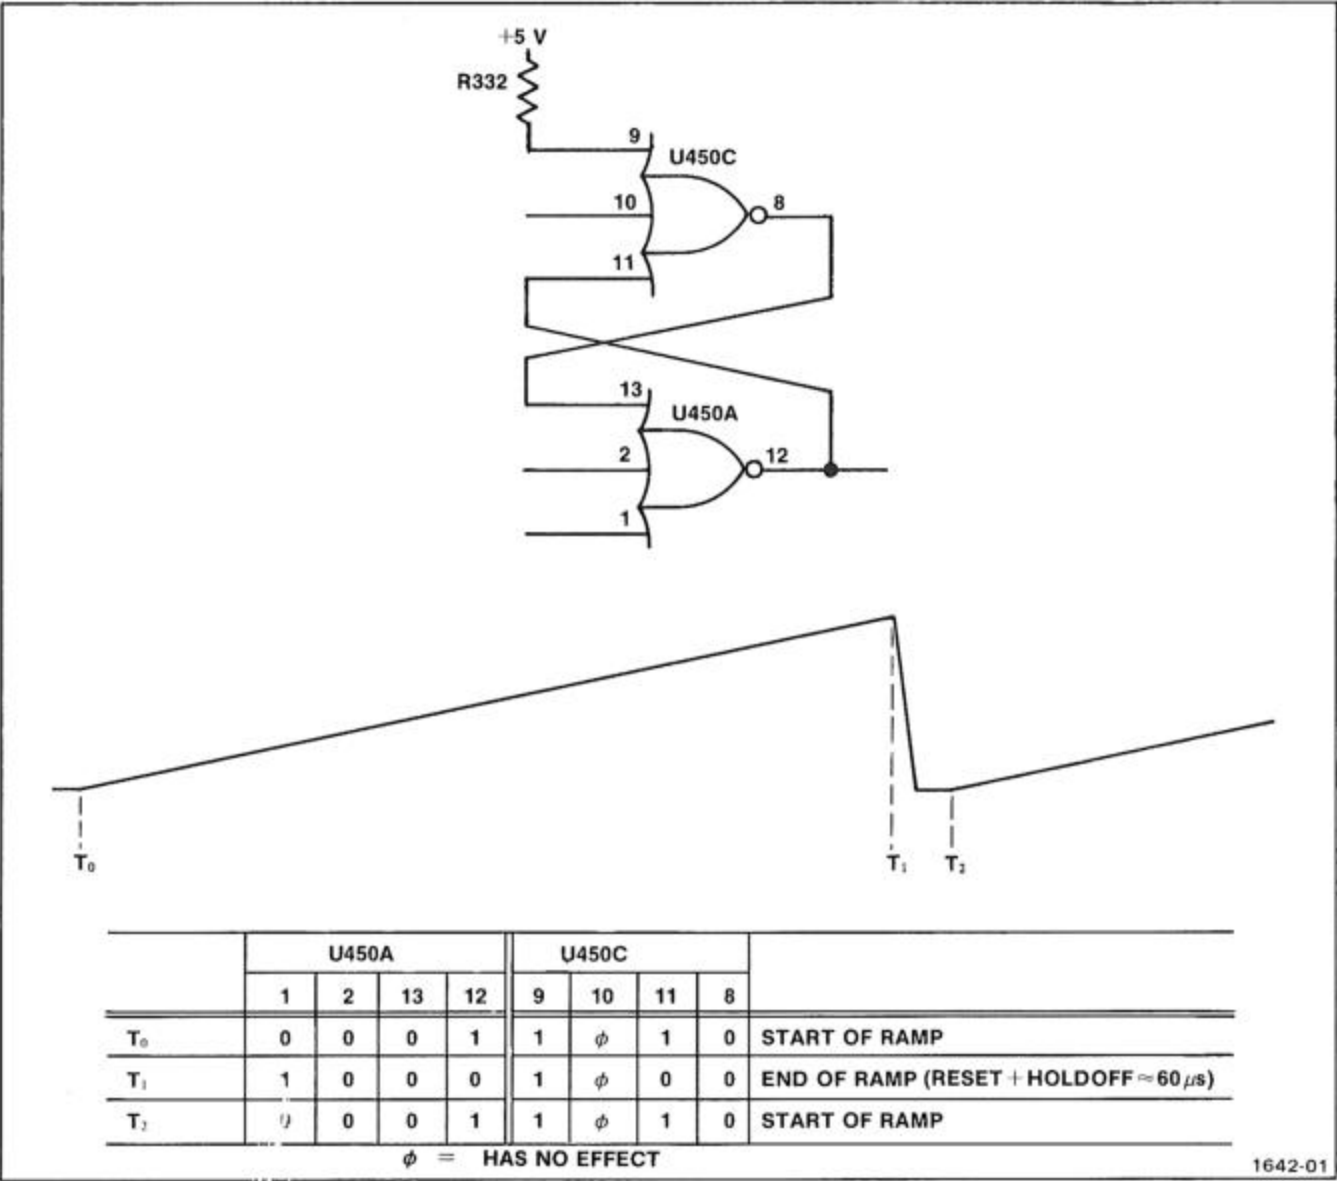 +5 V
R332
9
U450C
10
8
11
13
U450A
2
12
1
T₀
T₁
T₂
U450A U450C
1 2 13 12 9 10 11 8
T₀ 0 0 0 1 1 ϕ 1 0 START OF RAMP
T₁ 1 0 0 0 1 ϕ 0 0 END OF RAMP (RESET + HOLDOFF ≈ 60 μs)
T₂ 0 0 0 1 1 ϕ 1 0 START OF RAMP
ϕ = HAS NO EFFECT
1642-01